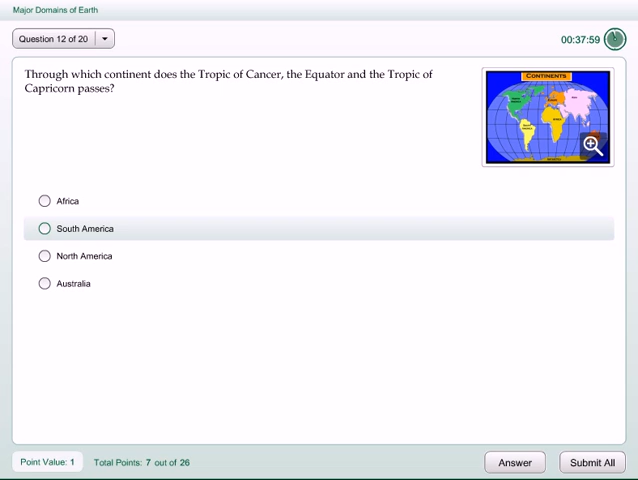 Major Domains of Earth
Question 12 of 20
00:37:59
Through which continent does the Tropic of Cancer, the Equator and the Tropic of
Capricorn passes?
CONTINENTS
Africa
South America
North America
Australia
Point Value: 1
Total Points: 7 out of 26
Answer
Submit All